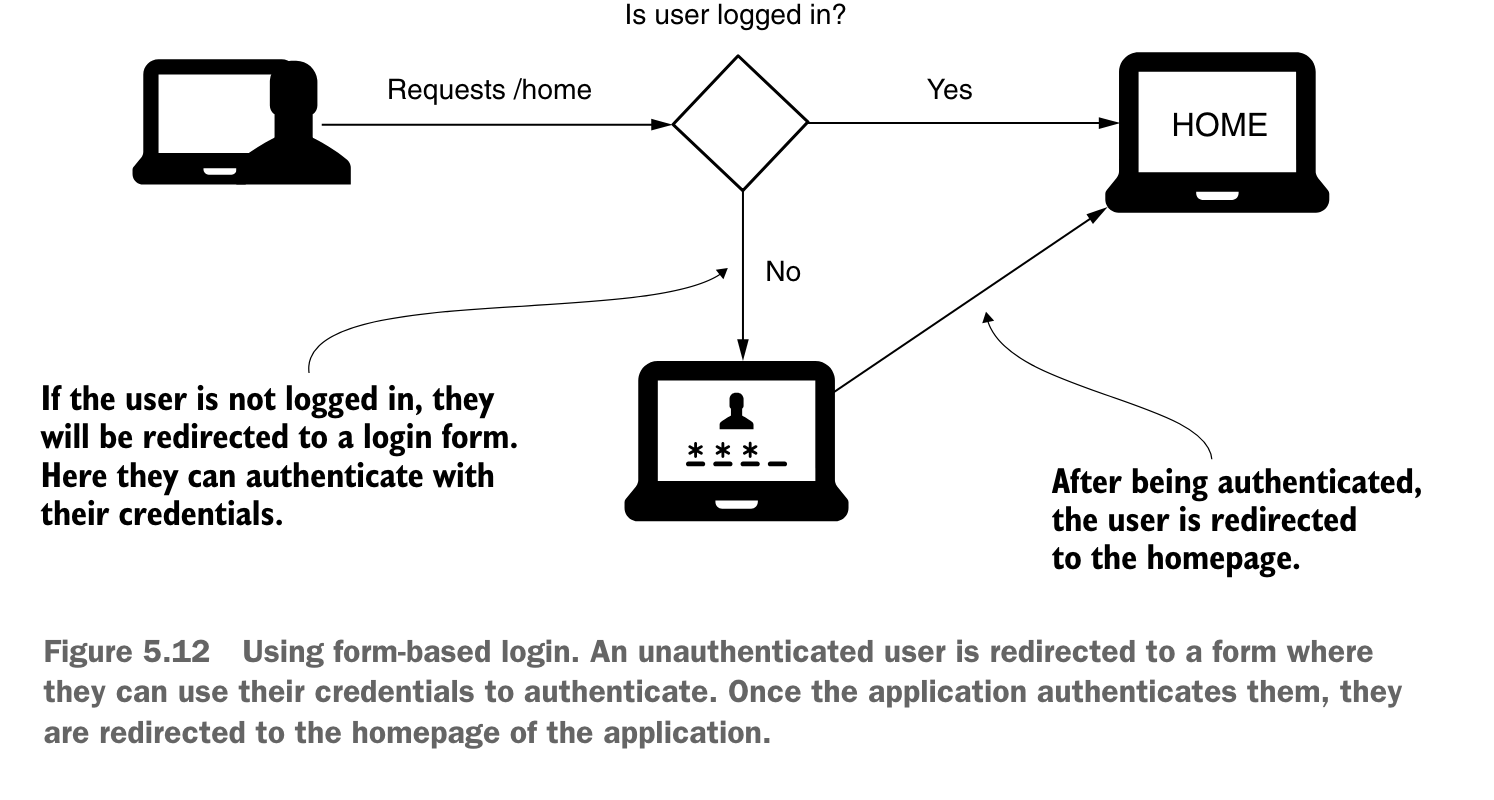 Is user logged in?
Requests /home
Yes
HOME
No
If the user is not logged in, they
will be redirected to a login form.
Here they can authenticate with
their credentials.
* * *
After being authenticated,
the user is redirected
to the homepage.
Figure 5.12 Using form-based login. An unauthenticated user is redirected to a form where
they can use their credentials to authenticate. Once the application authenticates them, they
are redirected to the homepage of the application.